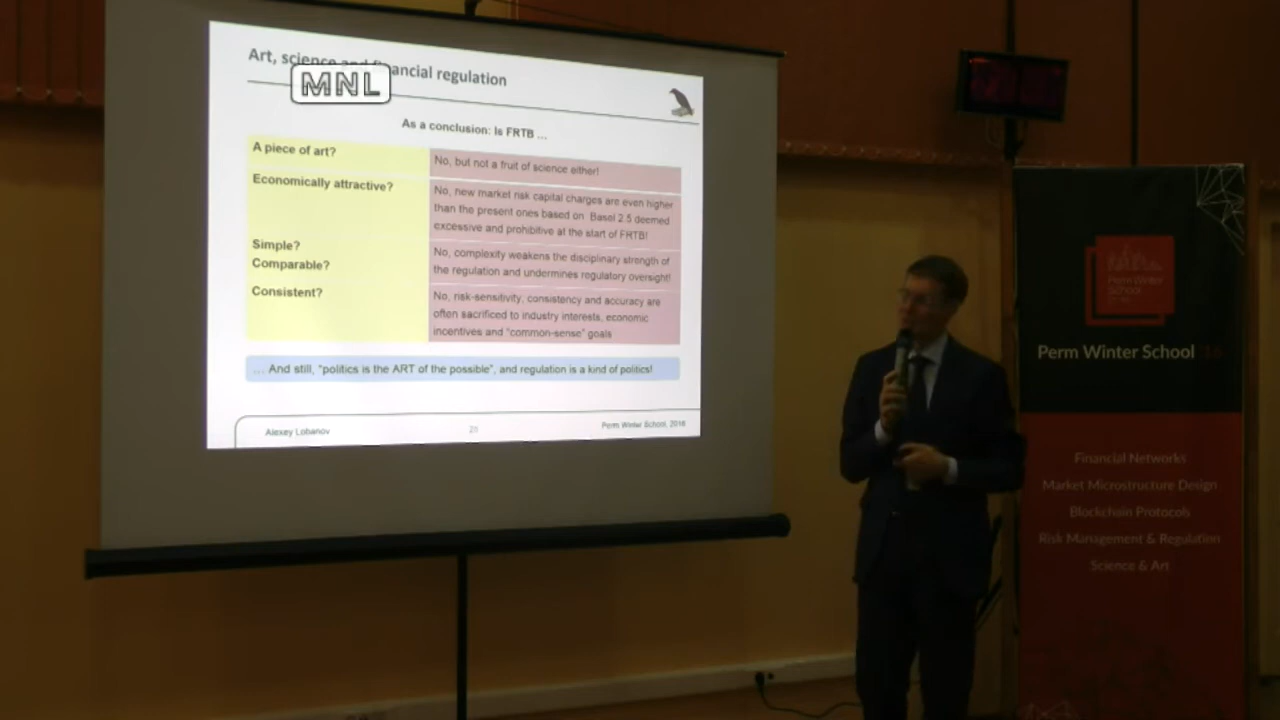 Art, science and financial regulation
MNL
As a conclusion: Is FRTB ...
A piece of art?
No, but not a fruit of science either!
Economically attractive?
No, new market risk capital charges are even higher
than the present ones based on Basel 2.5 deemed
excessive and prohibitive at the start of FRTB!
Simple?
Comparable?
No, complexity weakens the disciplinary strength of
the regulation and undermines regulatory oversight!
Consistent?
No, risk-sensitivity, consistency and accuracy are
often sacrificed to industry interests, economic
incentives and "common-sense" goals
... And still, "politics is the ART of the possible", and regulation is a kind of politics!
Alexey Lobanov
21
Perm Winter School, 2016
Perm Winter
School
Perm Winter School '16
Financial Networks
Market Microstructure Design
Blockchain Protocols
Risk Management & Regulation
Science & Art